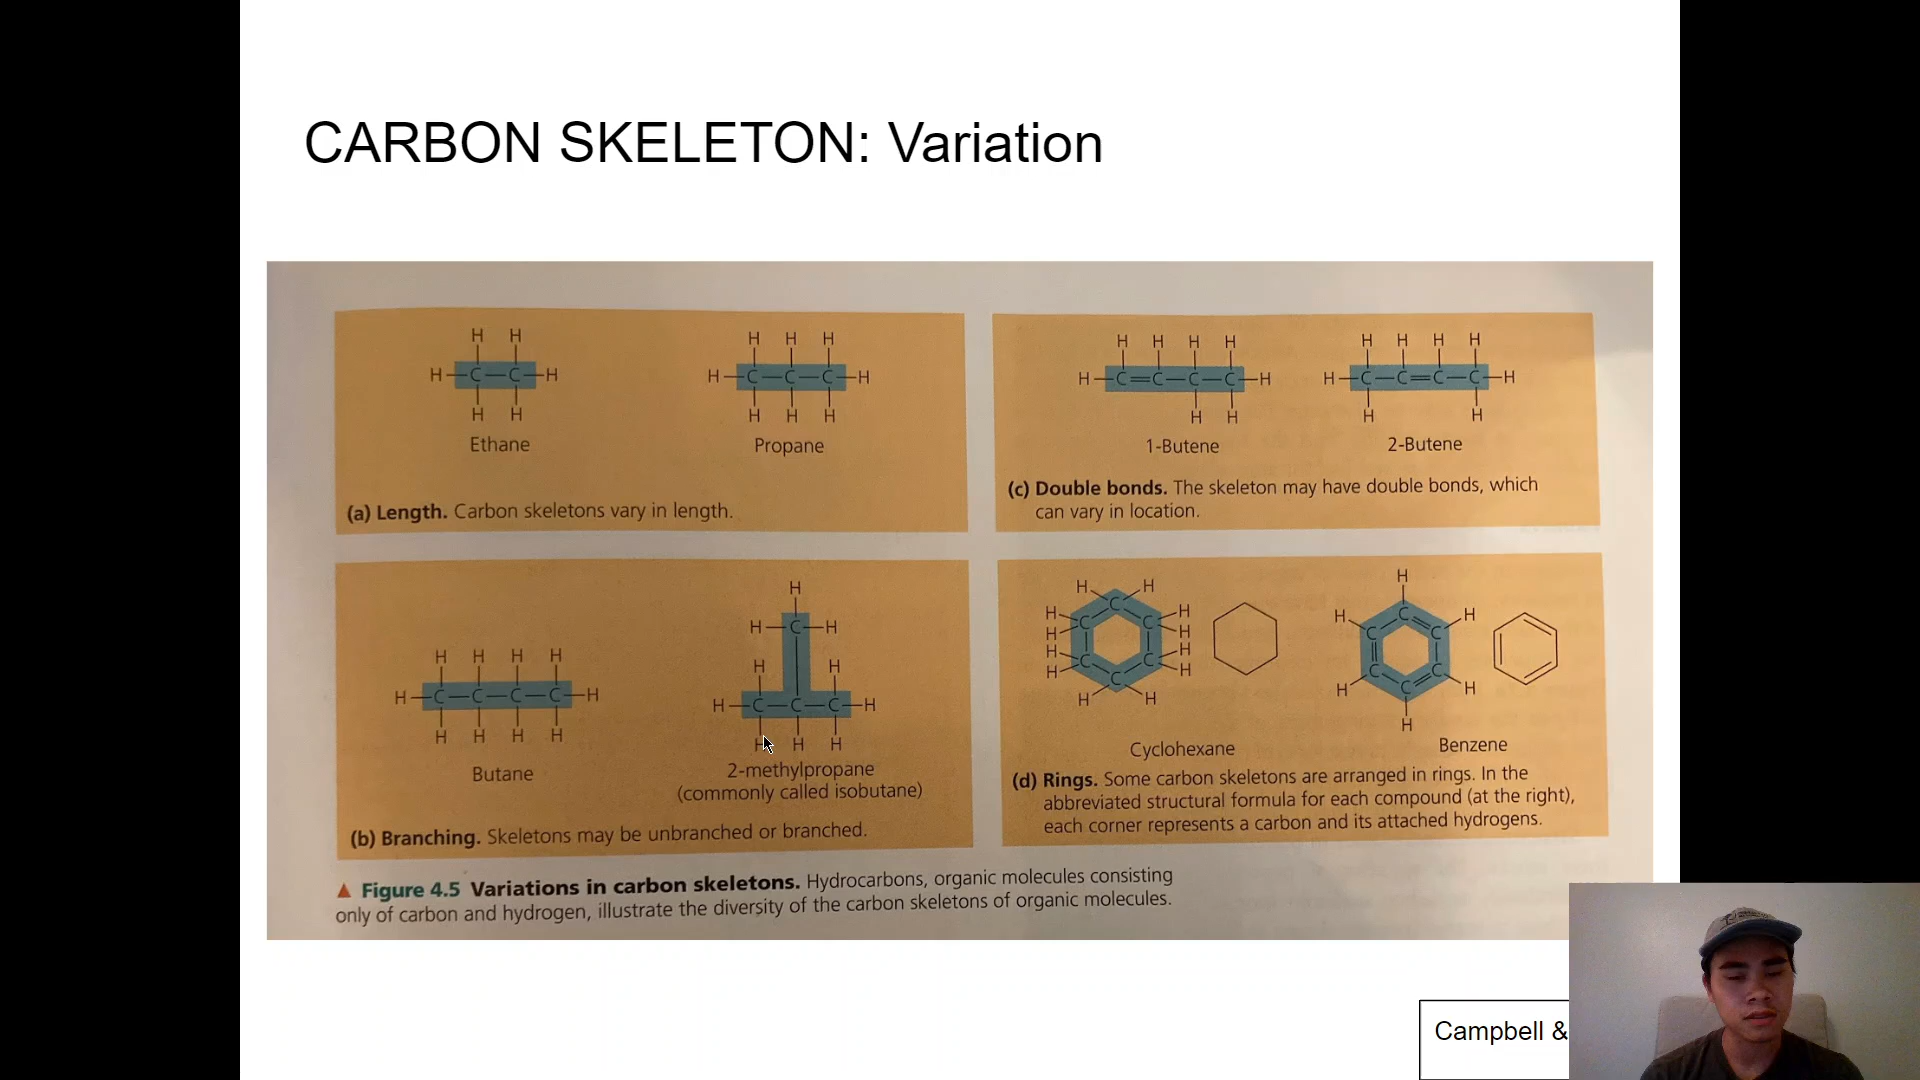 CARBON SKELETON: Variation
H H
H C C H
H H
Ethane
H H H
H C C C H
H H H
Propane
(a) Length. Carbon skeletons vary in length.
H H H H
H C C C C H
H H
1-Butene
H H H H
H C C C C H
H H
2-Butene
(c) Double bonds. The skeleton may have double bonds, which
can vary in location.
H H H H
H C C C C H
H H H H
Butane
H
H C H
H H
H C C C H
H H H
2-methylpropane
(commonly called isobutane)
(b) Branching. Skeletons may be unbranched or branched.
H H
H C H
H C C H
H C C H
H C H
H H
Cyclohexane
H
H C H
C C
C C
H C H
H
Benzene
(d) Rings. Some carbon skeletons are arranged in rings. In the
abbreviated structural formula for each compound (at the right),
each corner represents a carbon and its attached hydrogens.
▲ Figure 4.5 Variations in carbon skeletons. Hydrocarbons, organic molecules consisting
only of carbon and hydrogen, illustrate the diversity of the carbon skeletons of organic molecules.
Campbell &